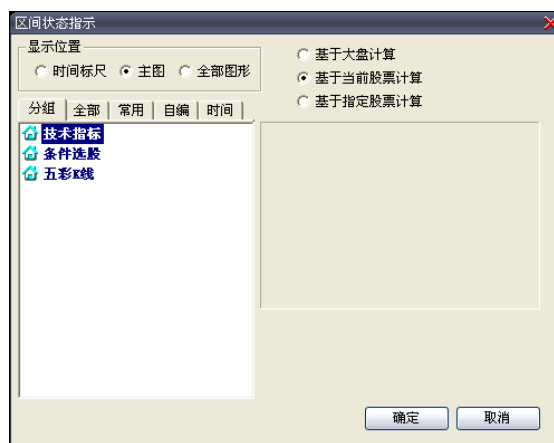 区间状态指示
显示位置
时间标尺 主图 全部图形
基于大盘计算
基于当前股票计算
基于指定股票计算
分组 全部 常用 自编 时间
技术指标
条件选股
五彩K线
确定 取消